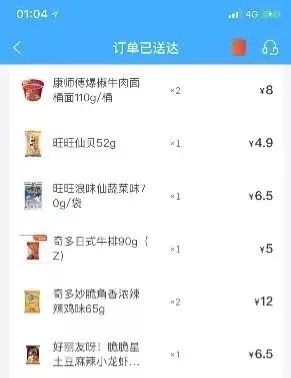 01:04
4G
订单已送达
康师傅爆椒牛肉面
桶面110g/桶
×2
¥8
旺旺仙贝52g
×1
¥4.9
旺旺浪味仙蔬菜味7
0g/袋
×1
¥6.5
奇多日式牛排90g（
Z）
×1
¥5
奇多妙脆角香浓辣
辣鸡味65g
×2
¥12
好丽友呀！脆脆星
土豆麻辣小龙虾...
×1
¥6.5